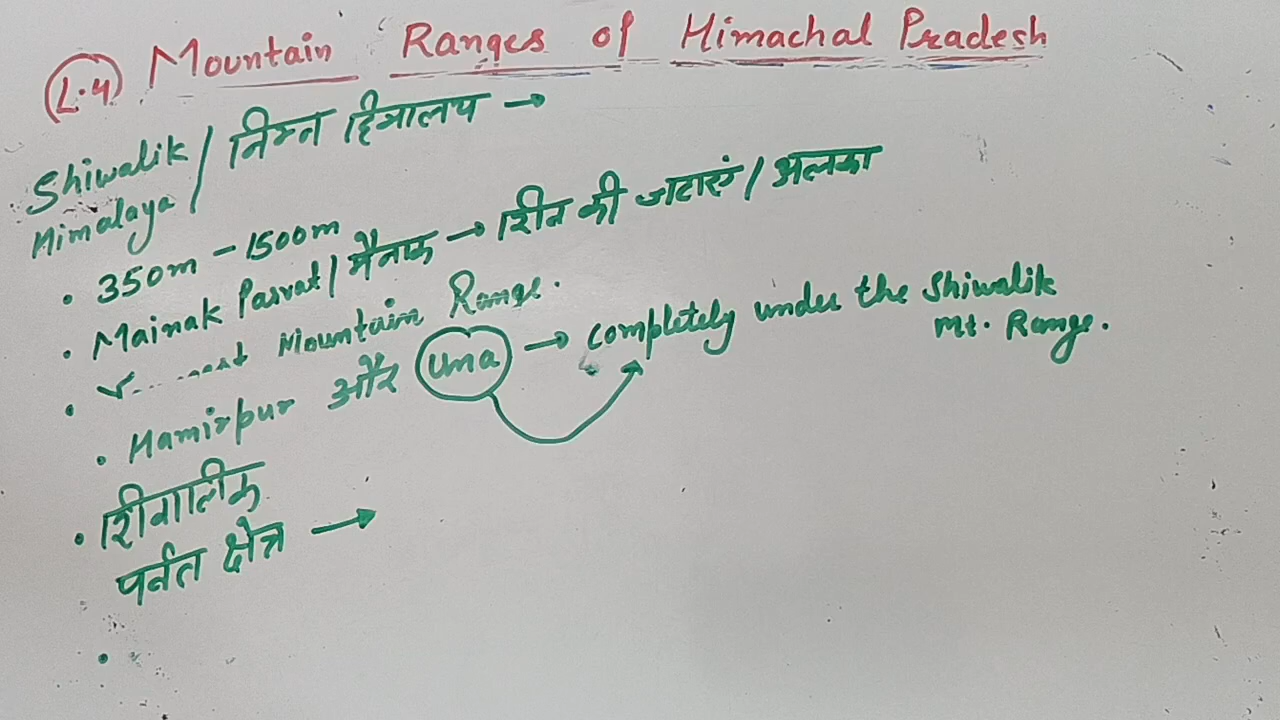 L.4 Mountain Ranges of Himachal Pradesh
Shiwalik / निम्न हिमालय →
Himalaya
• 350m - 1500m
• Mainak Parvat / मैनाक → शिव की जटाएं / अलका
• Mountain Range.
• Hamirpur और Una → completely under the Shiwalik
Mt. Range.
• शिवालिक
पर्वत क्षेत्र →
•